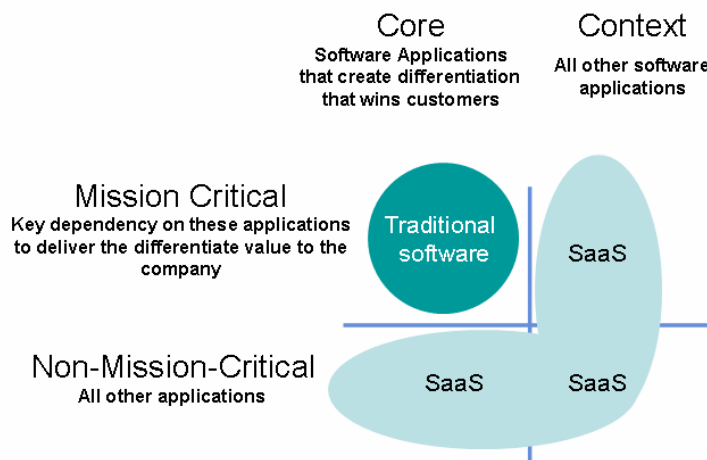 Core
Software Applications
that create differentiation
that wins customers
Context
All other software
applications
Mission Critical
Key dependency on these applications
to deliver the differentiate value to the
company
Traditional
software
SaaS
Non-Mission-Critical
All other applications
SaaS
SaaS